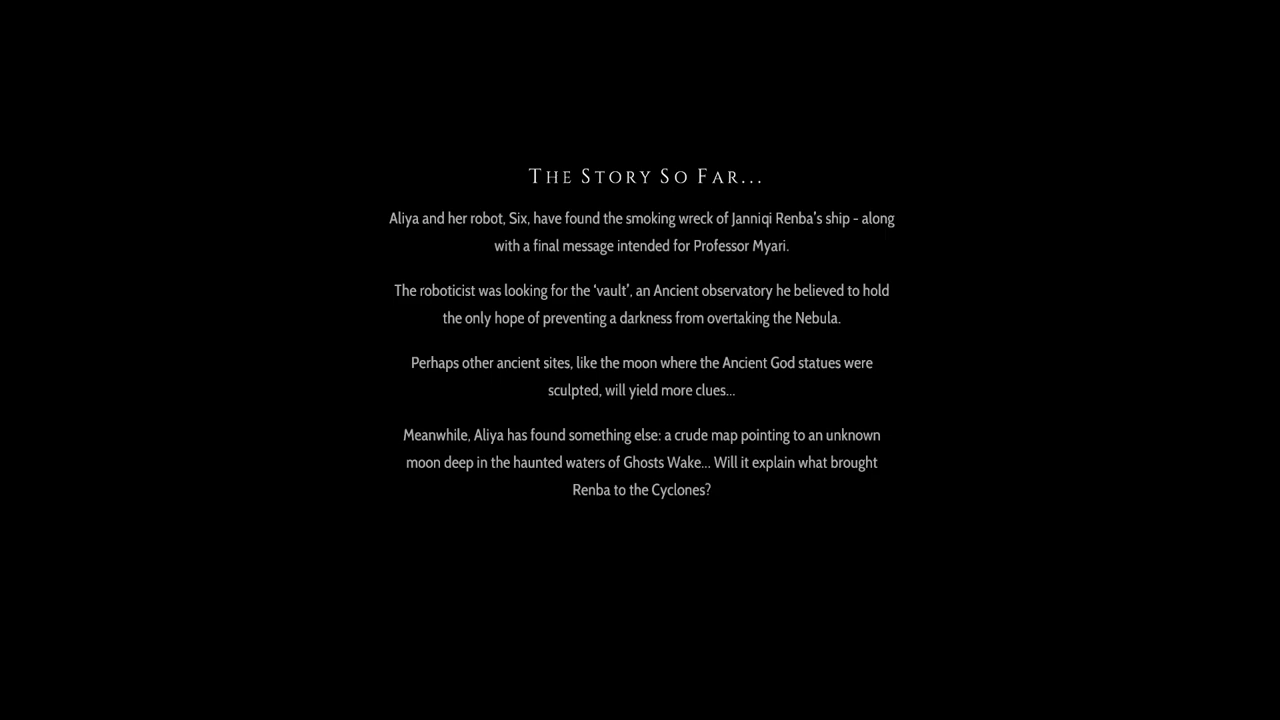 The Story So Far...
Aliya and her robot, Six, have found the smoking wreck of Janniqi Renba's ship - along
with a final message intended for Professor Myari.
The roboticist was looking for the 'vault', an Ancient observatory he believed to hold
the only hope of preventing a darkness from overtaking the Nebula.
Perhaps other ancient sites, like the moon where the Ancient God statues were
sculpted, will yield more clues...
Meanwhile, Aliya has found something else: a crude map pointing to an unknown
moon deep in the haunted waters of Ghosts Wake... Will it explain what brought
Renba to the Cyclones?